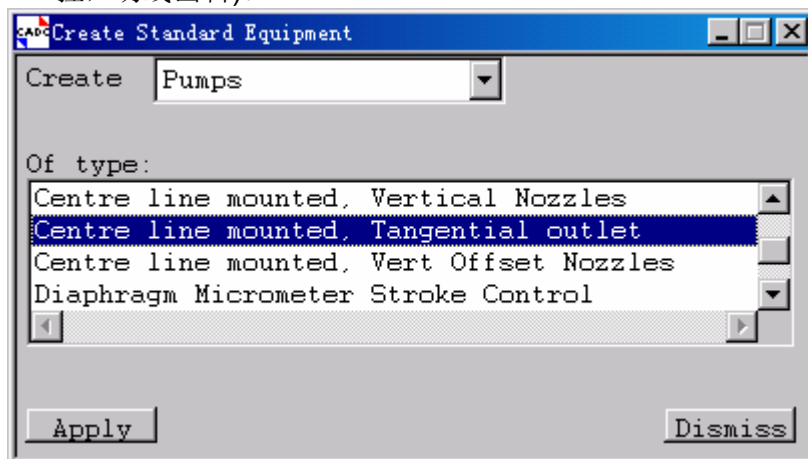 CADC Create Standard Equipment
Create Pumps
Of type:
Centre line mounted, Vertical Nozzles
Centre line mounted, Tangential outlet
Centre line mounted, Vert Offset Nozzles
Diaphragm Micrometer Stroke Control
Apply Dismiss